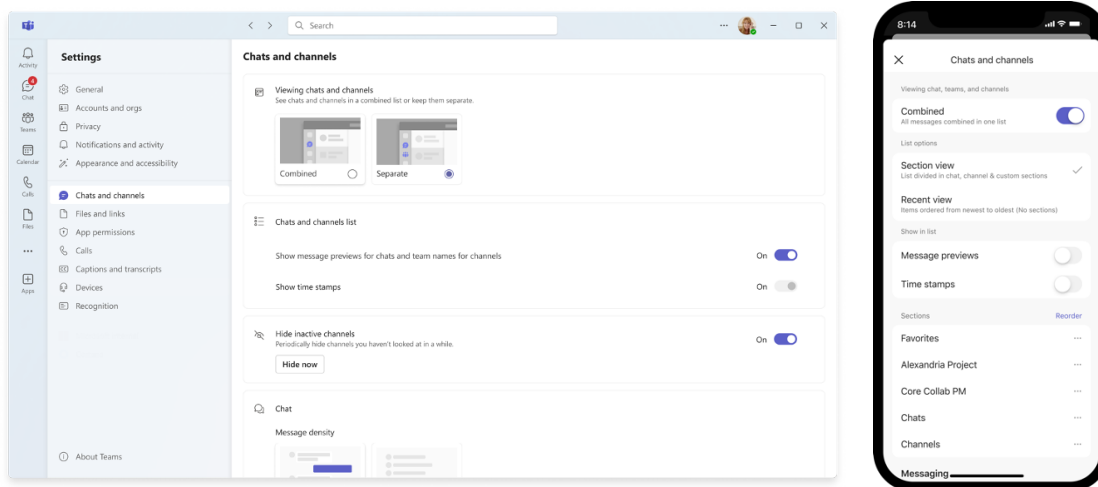 Search
Activity
4
Chat
Teams
Calendar
Calls
Files
Apps
Settings
General
Accounts and orgs
Privacy
Notifications and activity
Appearance and accessibility
Chats and channels
Files and links
App permissions
Calls
Captions and transcripts
Devices
Recognition
About Teams
Chats and channels
Viewing chats and channels
See chats and channels in a combined list or keep them separate.
Combined
Separate
Chats and channels list
Show message previews for chats and team names for channels
On
Show time stamps
On
Hide inactive channels
Periodically hide channels you haven't looked at in a while.
On
Hide now
Chat
Message density
8:14
Chats and channels
Viewing chat, teams, and channels
Combined
All messages combined in one list
List options
Section view
List divided in chat, channel & custom sections
Recent view
Items ordered from newest to oldest (No sections)
Show in list
Message previews
Time stamps
Sections
Reorder
Favorites
Alexandria Project
Core Collab PM
Chats
Channels
Messaging